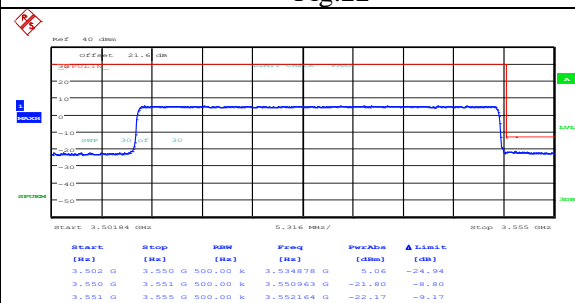 Fig.22
R S
Ref 40 dBm
Offset 21.6 dB
30
LIMIT CHECK PASS
20
A
10
1
MAXH
0
LVL
-10
SWP 30 of 30
-20
-30
-40
SPUREM
3DB
-50
Start 3.50184 GHz 5.316 MHz/ Stop 3.555 GHz
Start Stop RBW Freq PwrAbs Δ Limit
[Hz] [Hz] [Hz] [dBm] [dB]
3.502 G 3.550 G 500.00 k 3.534878 G 5.06 -24.94
3.550 G 3.551 G 500.00 k 3.550963 G -21.80 -8.80
3.551 G 3.555 G 500.00 k 3.552164 G -22.17 -9.17